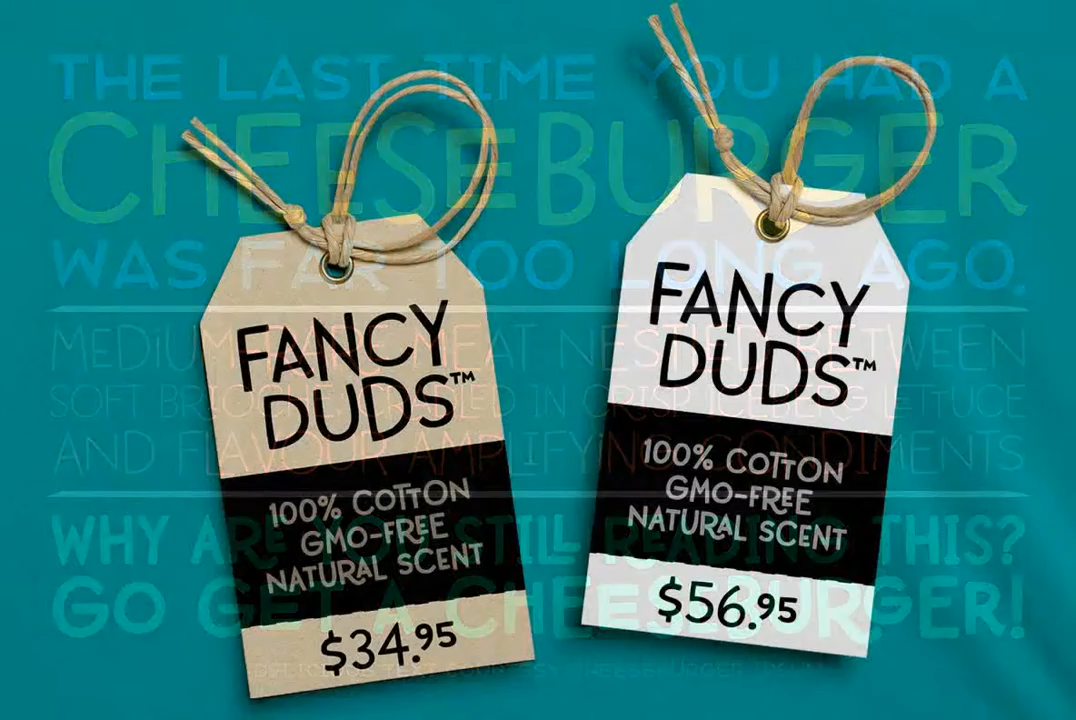 THE LAST TIME YOU HAD A
CHEESEBURGER
WAS FAR TOO LONG AGO.
MEDIUM RARE MEAT NESTLED BETWEEN
SOFT BRIOCHE, CRADLED IN CRISP ICEBERG LETTUCE
AND FLAVOUR AMPLIFYING CONDIMENTS
WHY ARE YOU STILL READING THIS?
GO GET A CHEESEBURGER!
FANCY
DUDS™
100% COTTON
GMO-FREE
NATURAL SCENT
$34.95
FANCY
DUDS™
100% COTTON
GMO-FREE
NATURAL SCENT
$56.95